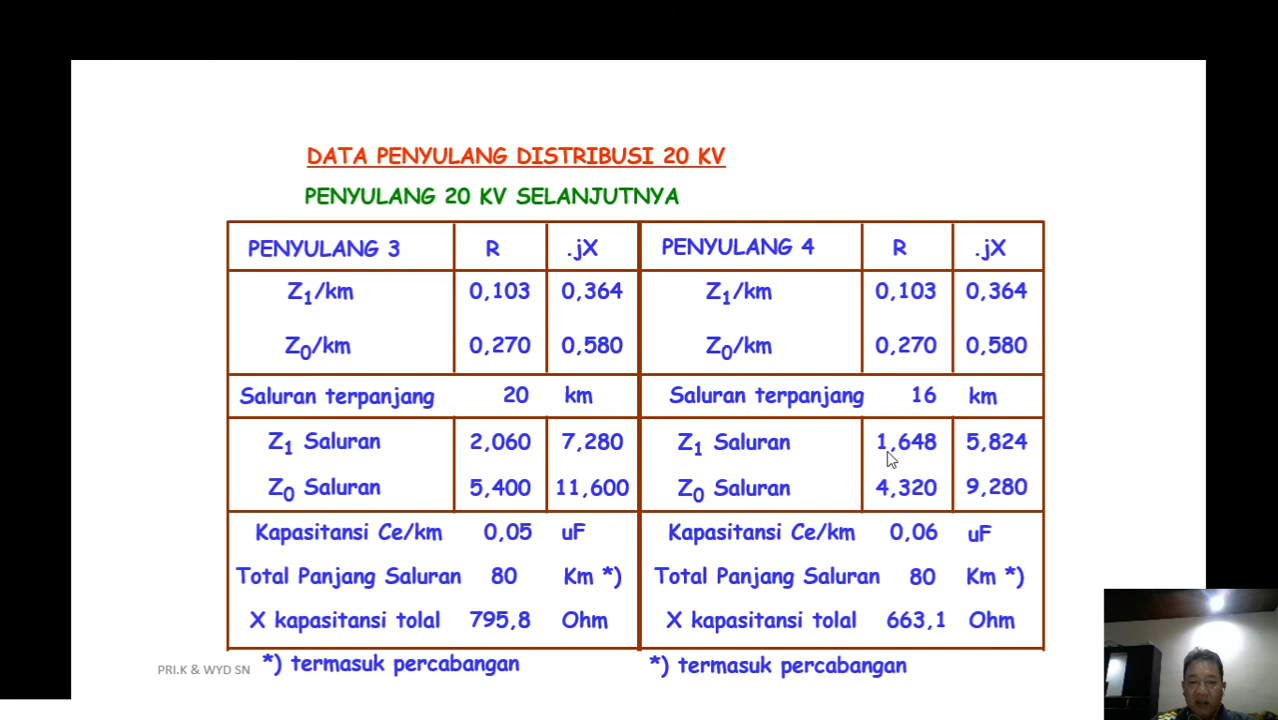 DATA PENYULANG DISTRIBUSI 20 KV
PENYULANG 20 KV SELANJUTNYA
PENYULANG 3 R .jX PENYULANG 4 R .jX
Z1/km 0,103 0,364 Z1/km 0,103 0,364
Z0/km 0,270 0,580 Z0/km 0,270 0,580
Saluran terpanjang 20 km Saluran terpanjang 16 km
Z1 Saluran 2,060 7,280 Z1 Saluran 1,648 5,824
Z0 Saluran 5,400 11,600 Z0 Saluran 4,320 9,280
Kapasitansi Ce/km 0,05 uF Kapasitansi Ce/km 0,06 uF
Total Panjang Saluran 80 Km *) Total Panjang Saluran 80 Km *)
X kapasitansi tolal 795,8 Ohm X kapasitansi tolal 663,1 Ohm
*) termasuk percabangan *) termasuk percabangan
PRI.K & WYD SN